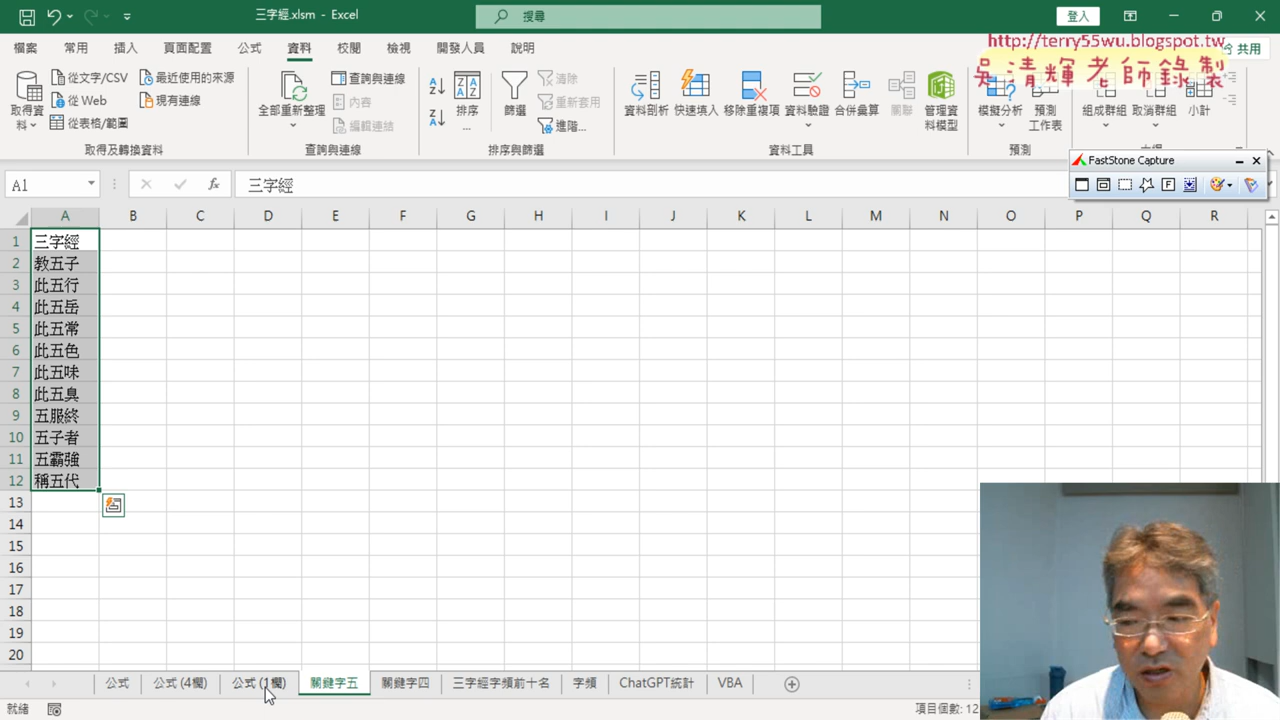 三字經.xlsm - Excel
搜尋
登入
檔案 常用 插入 頁面配置 公式 資料 校閱 檢視 開發人員 說明
共用
http://terry55wu.blogspot.tw
吳清輝老師錄製
取得資料 從文字/CSV 從 Web 從表格/範圍 最近使用的來源 現有連線
全部重新整理 查詢與連線 內容 編輯連結
排序... 篩選 清除 重新套用 進階...
資料剖析 快速填入 移除重複項 資料驗證 合併彙算 關聯 管理資料模型
模擬分析 預測工作表 組成群組 取消群組 小計
取得及轉換資料 查詢與連線 排序與篩選 資料工具 預測
FastStone Capture
A1 fx 三字經
A B C D E F G H I J K L M N O P Q R
1 三字經
2 教五子
3 此五行
4 此五岳
5 此五常
6 此五色
7 此五味
8 此五臭
9 五服終
10 五子者
11 五霸強
12 稱五代
13
14
15
16
17
18
19
20
公式 公式 (4欄) 公式 (1欄) 關鍵字五 關鍵字四 三字經字頻前十名 字頻 ChatGPT統計 VBA
就緒 項目個數: 12